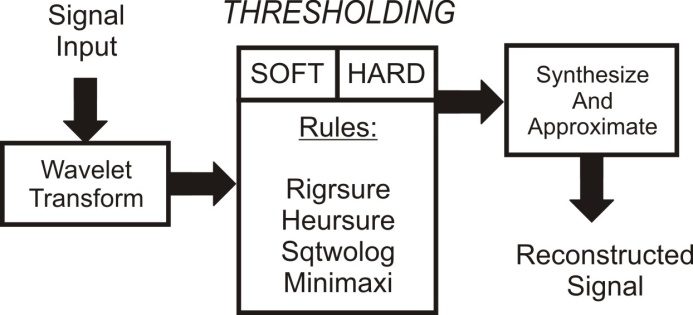 Signal
Input
Wavelet
Transform
THRESHOLDING
SOFT HARD
Rules:
Rigrsure
Heursure
Sqtwolog
Minimaxi
Synthesize
And
Approximate
Reconstructed
Signal